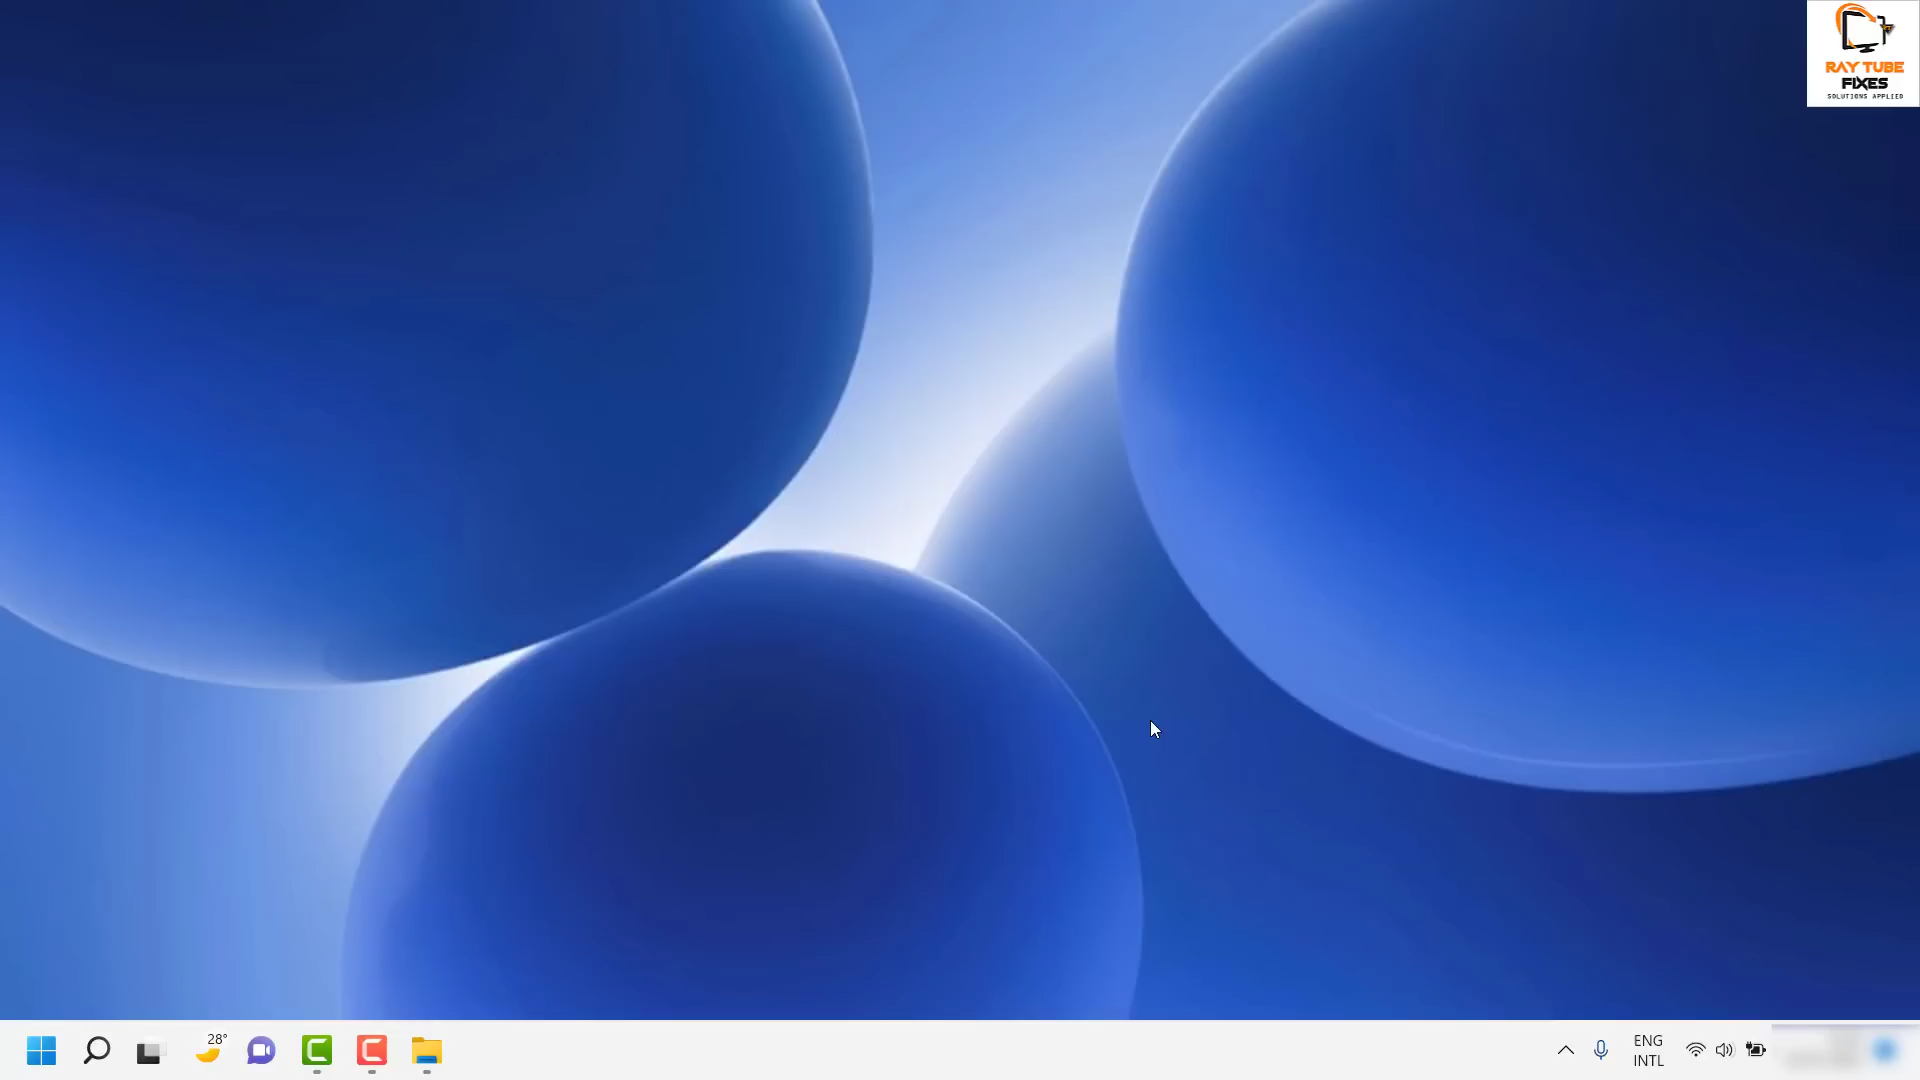 RAY TUBE
FIXES
SOLUTIONS APPLIED
28°
ENG
INTL